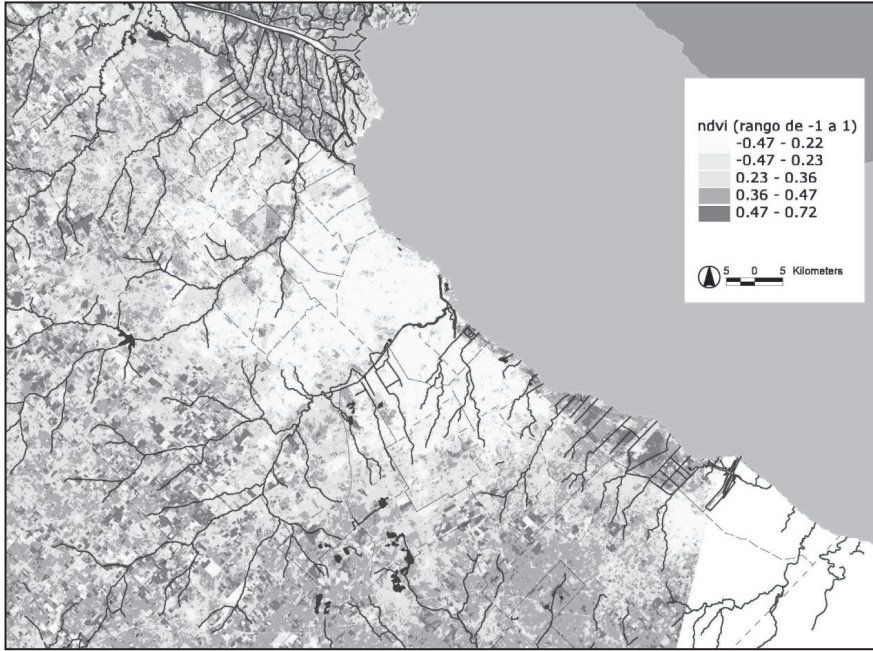 ndvi (rango de -1 a 1)
-0.47 - 0.22
-0.47 - 0.23
0.23 - 0.36
0.36 - 0.47
0.47 - 0.72
5 0 5 Kilometers